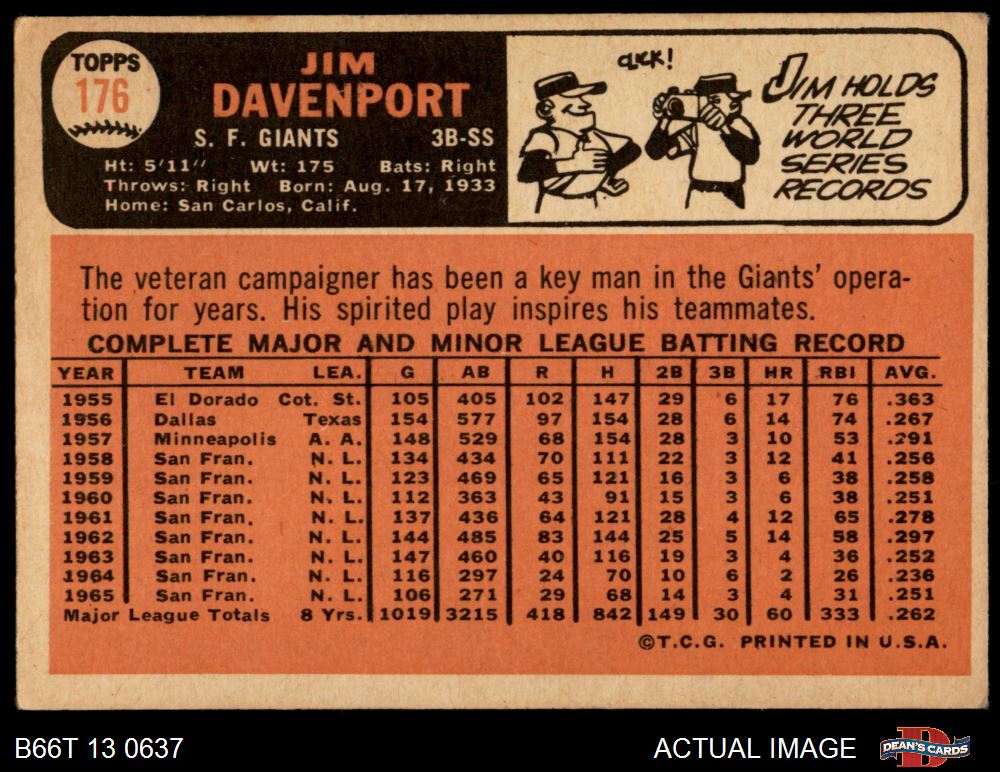 TOPPS
176
JIM
DAVENPORT
S. F. GIANTS 3B-SS
Ht: 5'11" Wt: 175 Bats: Right
Throws: Right Born: Aug. 17, 1933
Home: San Carlos, Calif.
CLICK!
JIM HOLDS
THREE
WORLD
SERIES
RECORDS
The veteran campaigner has been a key man in the Giants' opera-
tion for years. His spirited play inspires his teammates.
COMPLETE MAJOR AND MINOR LEAGUE BATTING RECORD
YEAR TEAM LEA. G AB R H 2B 3B HR RBI AVG.
1955 El Dorado Cot. St. 105 405 102 147 29 6 17 76 .363
1956 Dallas Texas 154 577 97 154 28 6 14 74 .267
1957 Minneapolis A. A. 148 529 68 154 28 3 10 53 .291
1958 San Fran. N. L. 134 434 70 111 22 3 12 41 .256
1959 San Fran. N. L. 123 469 65 121 16 3 6 38 .258
1960 San Fran. N. L. 112 363 43 91 15 3 6 38 .251
1961 San Fran. N. L. 137 436 64 121 28 4 12 65 .278
1962 San Fran. N. L. 144 485 83 144 25 5 14 58 .297
1963 San Fran. N. L. 147 460 40 116 19 3 4 36 .252
1964 San Fran. N. L. 116 297 24 70 10 6 2 26 .236
1965 San Fran. N. L. 106 271 29 68 14 3 4 31 .251
Major League Totals 8 Yrs. 1019 3215 418 842 149 30 60 333 .262
©T.C.G. PRINTED IN U.S.A.
B66T 13 0637 ACTUAL IMAGE DEAN'S CARDS